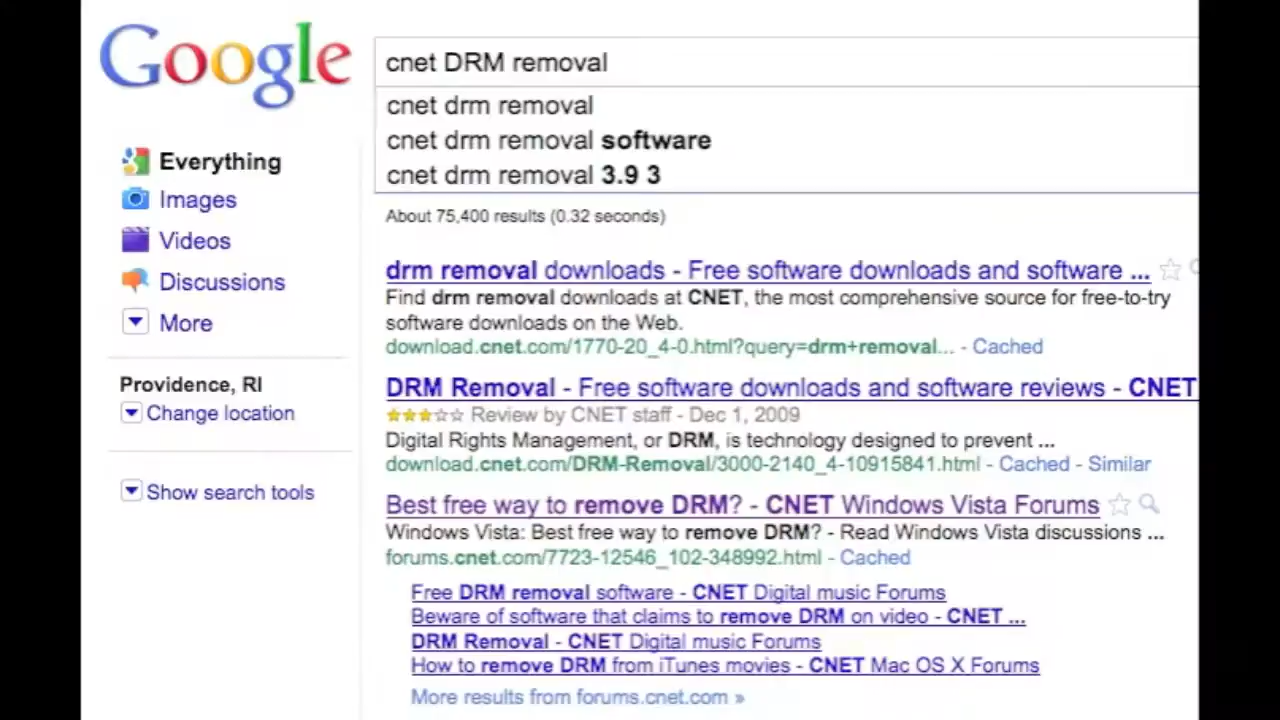 Google
cnet DRM removal
cnet drm removal
cnet drm removal software
cnet drm removal 3.9 3
Everything
Images
Videos
Discussions
More
Providence, RI
Change location
Show search tools
About 75,400 results (0.32 seconds)
drm removal downloads - Free software downloads and software ...
Find drm removal downloads at CNET, the most comprehensive source for free-to-try
software downloads on the Web.
download.cnet.com/1770-20_4-0.html?query=drm+removal... - Cached
DRM Removal - Free software downloads and software reviews - CNET
Review by CNET staff - Dec 1, 2009
Digital Rights Management, or DRM, is technology designed to prevent ...
download.cnet.com/DRM-Removal/3000-2140_4-10915841.html - Cached - Similar
Best free way to remove DRM? - CNET Windows Vista Forums
Windows Vista: Best free way to remove DRM? - Read Windows Vista discussions ...
forums.cnet.com/7723-12546_102-348992.html - Cached
Free DRM removal software - CNET Digital music Forums
Beware of software that claims to remove DRM on video - CNET ...
DRM Removal - CNET Digital music Forums
How to remove DRM from iTunes movies - CNET Mac OS X Forums
More results from forums.cnet.com »